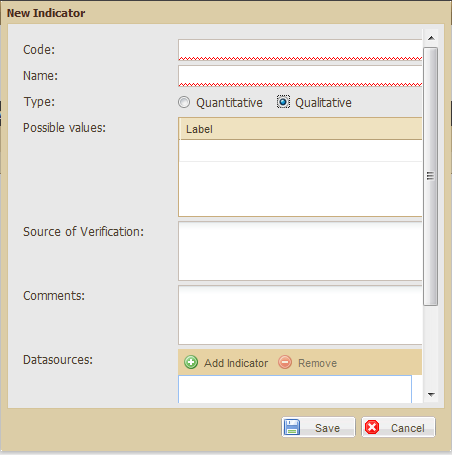 New Indicator
Code:
Name:
Type: Quantitative Qualitative
Possible values: Label
Source of Verification:
Comments:
Datasources: Add Indicator Remove
Save Cancel